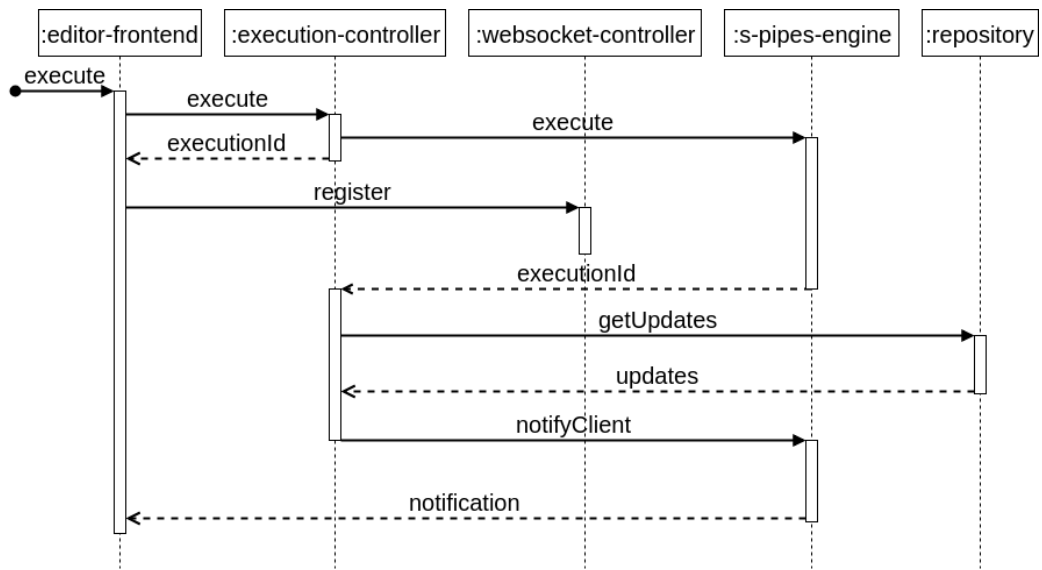 :editor-frontend
:execution-controller
:websocket-controller
:s-pipes-engine
:repository
execute
execute
execute
executionId
register
executionId
getUpdates
updates
notifyClient
notification